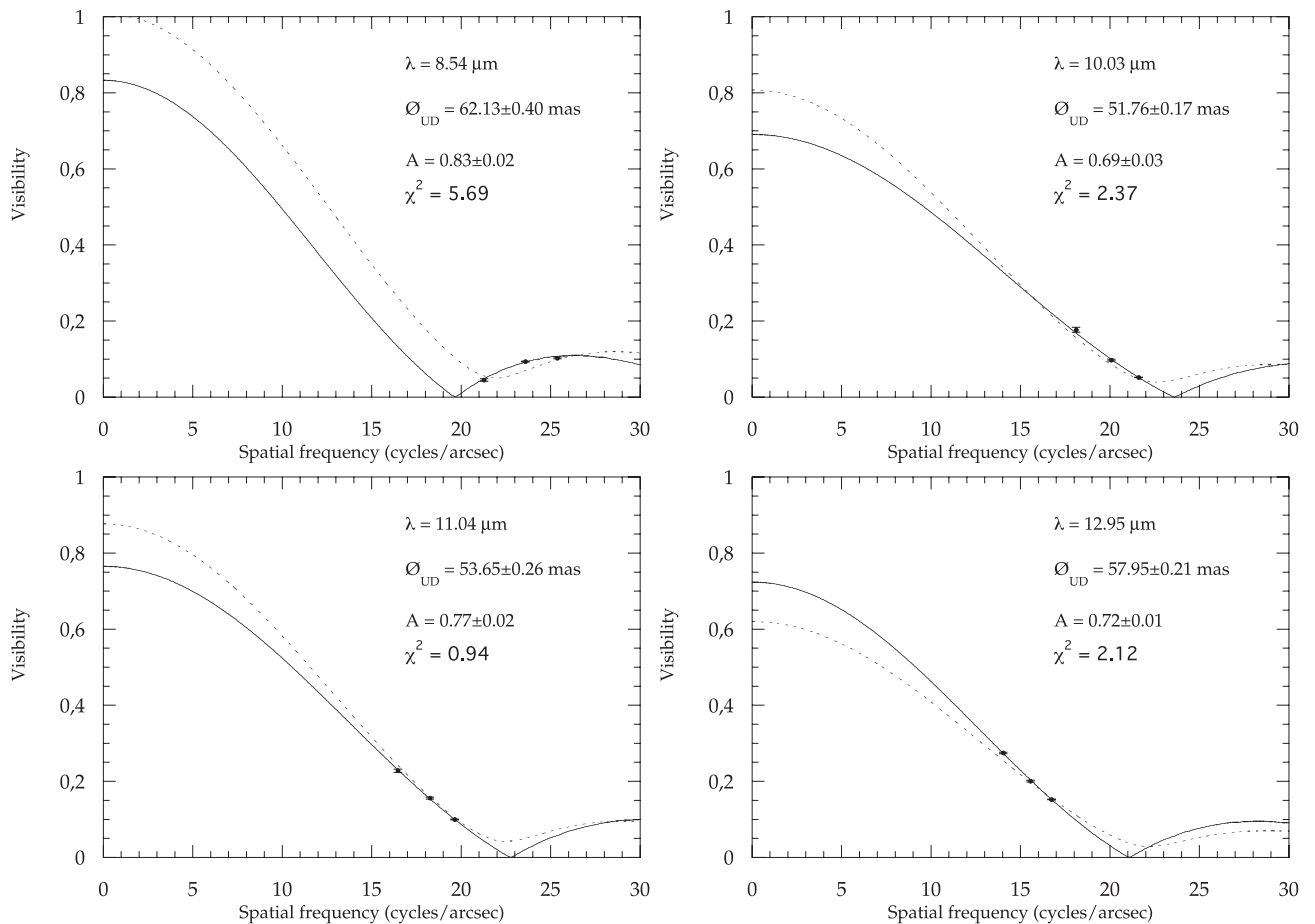 1
0,8
0,6
0,4
0,2
0
Visibility
λ = 8.54 µm
Ø_UD = 62.13±0.40 mas
A = 0.83±0.02
χ² = 5.69
0 5 10 15 20 25 30
Spatial frequency (cycles/arcsec)
1
0,8
0,6
0,4
0,2
0
Visibility
λ = 10.03 µm
Ø_UD = 51.76±0.17 mas
A = 0.69±0.03
χ² = 2.37
0 5 10 15 20 25 30
Spatial frequency (cycles/arcsec)
1
0,8
0,6
0,4
0,2
0
Visibility
λ = 11.04 µm
Ø_UD = 53.65±0.26 mas
A = 0.77±0.02
χ² = 0.94
0 5 10 15 20 25 30
Spatial frequency (cycles/arcsec)
1
0,8
0,6
0,4
0,2
0
Visibility
λ = 12.95 µm
Ø_UD = 57.95±0.21 mas
A = 0.72±0.01
χ² = 2.12
0 5 10 15 20 25 30
Spatial frequency (cycles/arcsec)